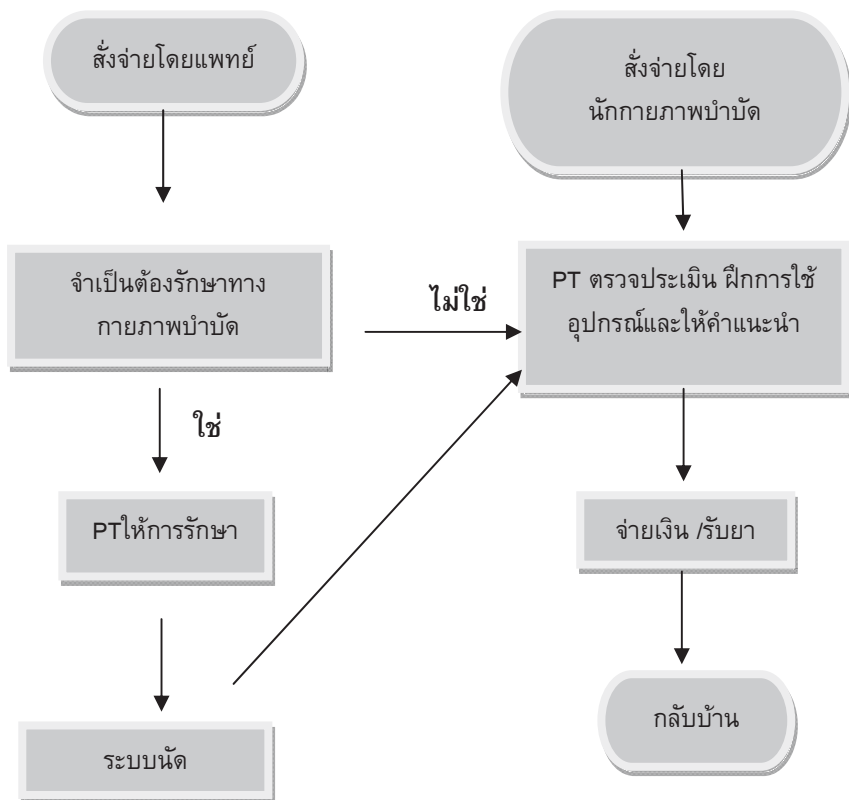 สั่งจ่ายโดยแพทย์
สั่งจ่ายโดย
นักกายภาพบำบัด
จำเป็นต้องรักษาทาง
กายภาพบำบัด
ไม่ใช่
PT ตรวจประเมิน ฝึกการใช้
อุปกรณ์และให้คำแนะนำ
ใช่
PTให้การรักษา
จ่ายเงิน /รับยา
ระบบนัด
กลับบ้าน